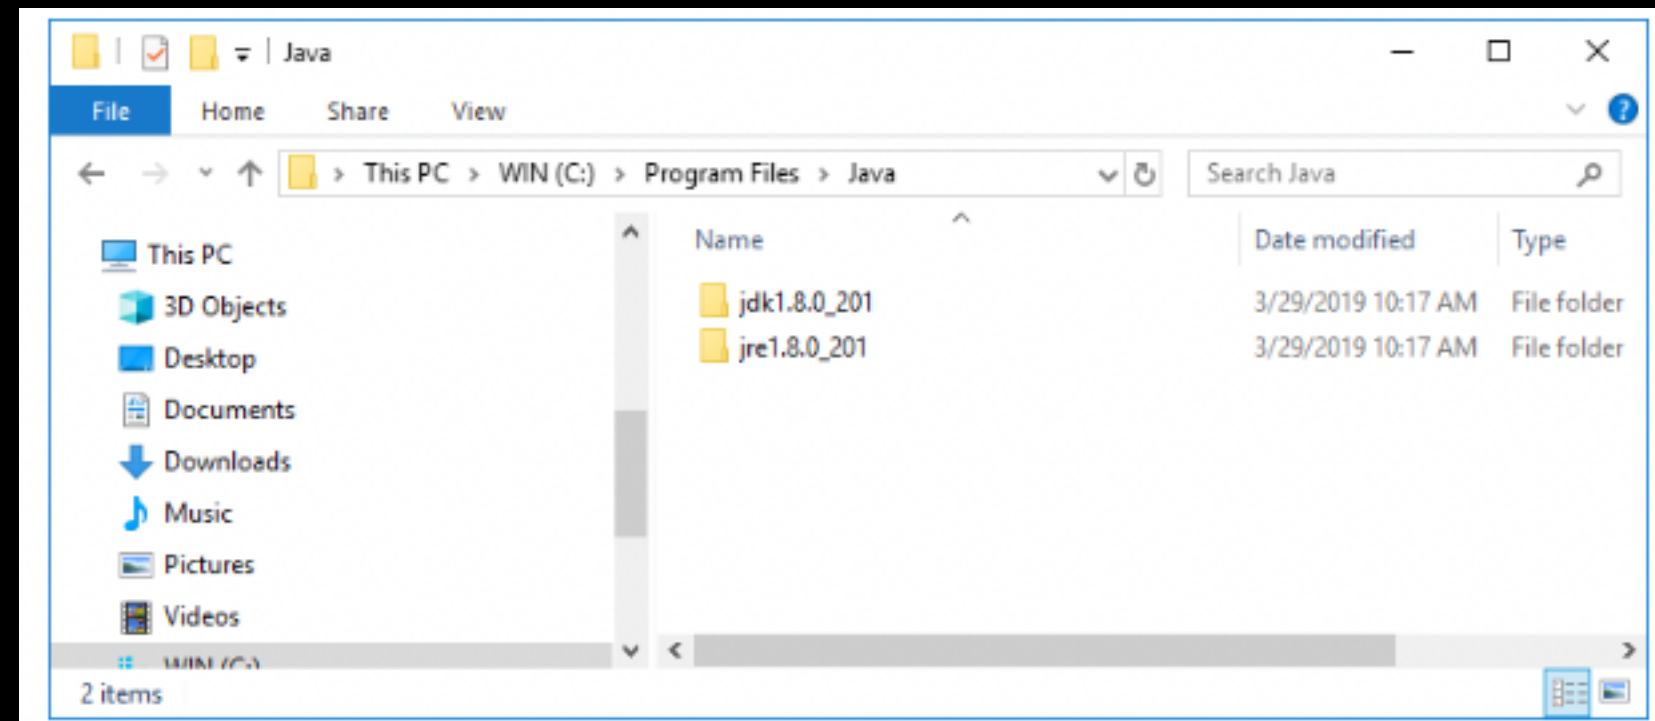 Java
File Home Share View
This PC WIN (C:) Program Files Java Search Java
Name Date modified Type
This PC
3D Objects
Desktop
Documents
Downloads
Music
Pictures
Videos
WIN (C:)
jdk1.8.0_201 3/29/2019 10:17 AM File folder
jre1.8.0_201 3/29/2019 10:17 AM File folder
2 items